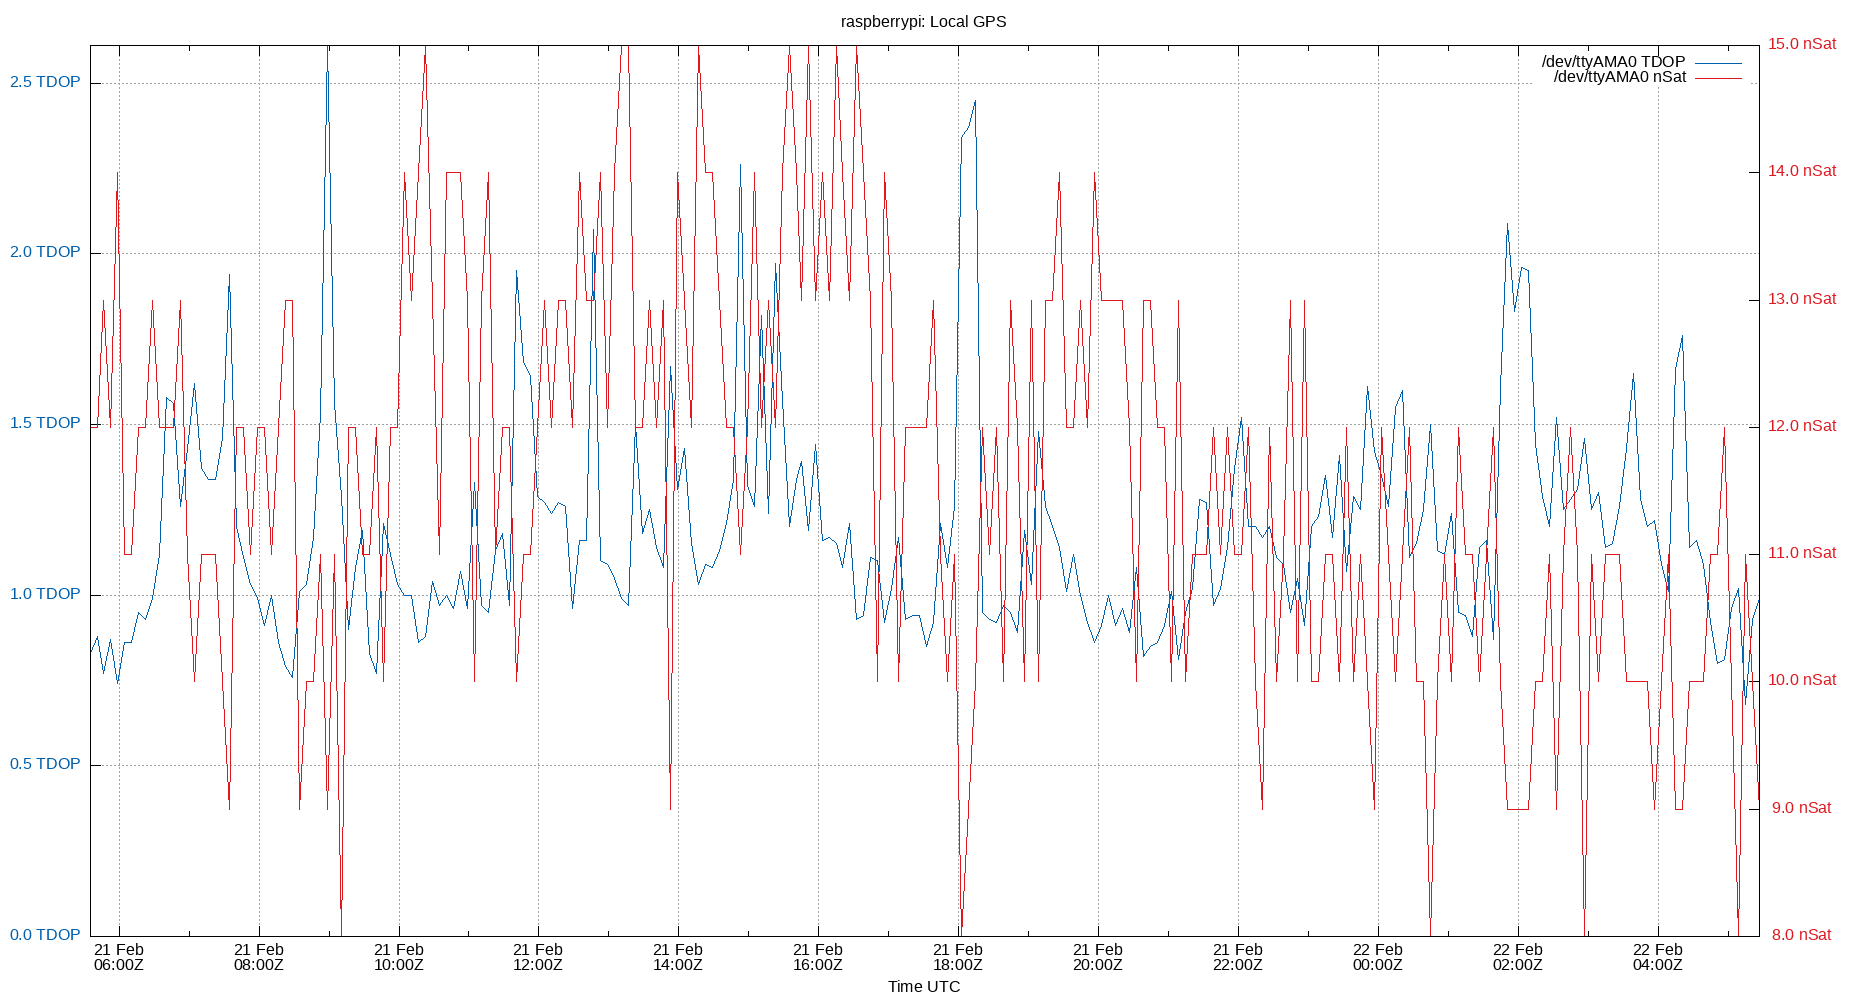 raspberrypi: Local GPS
/dev/ttyAMA0 TDOP
/dev/ttyAMA0 nSat
2.5 TDOP
2.0 TDOP
1.5 TDOP
1.0 TDOP
0.5 TDOP
0.0 TDOP
15.0 nSat
14.0 nSat
13.0 nSat
12.0 nSat
11.0 nSat
10.0 nSat
9.0 nSat
8.0 nSat
21 Feb
06:00Z
21 Feb
08:00Z
21 Feb
10:00Z
21 Feb
12:00Z
21 Feb
14:00Z
21 Feb
16:00Z
21 Feb
18:00Z
21 Feb
20:00Z
21 Feb
22:00Z
22 Feb
00:00Z
22 Feb
02:00Z
22 Feb
04:00Z
Time UTC